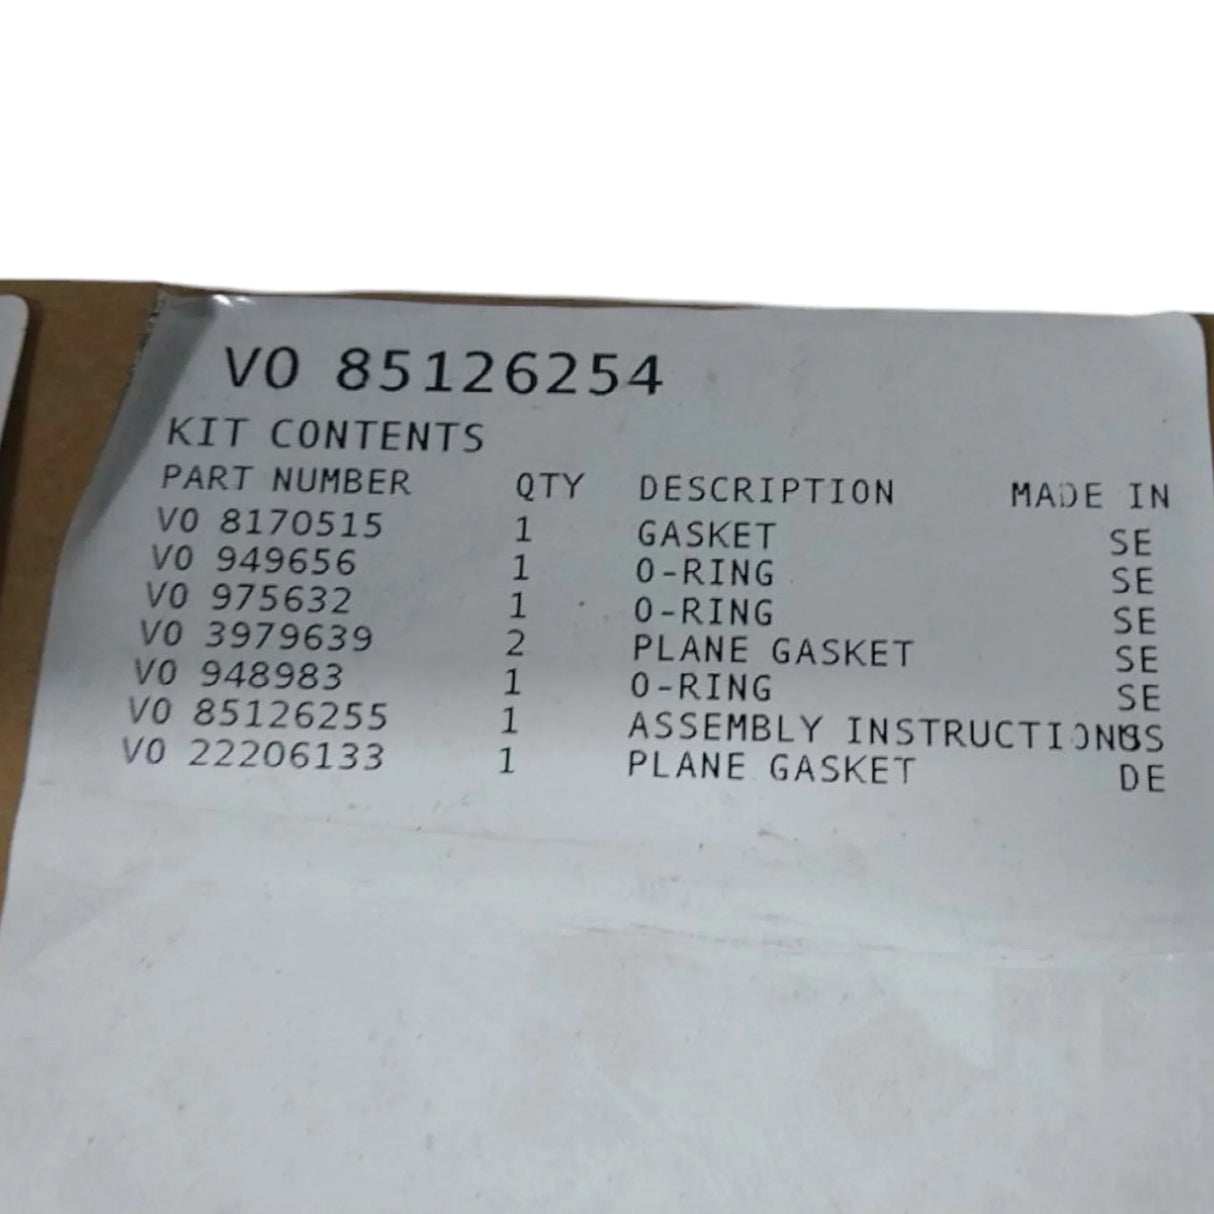 VO 85126254
KIT CONTENTS
PART NUMBER QTY DESCRIPTION MADE IN
VO 8170515 1 GASKET SE
VO 949656 1 O-RING SE
VO 975632 1 O-RING SE
VO 3979639 2 PLANE GASKET SE
VO 948983 1 O-RING SE
VO 85126255 1 ASSEMBLY INSTRUCTIONS US
VO 22206133 1 PLANE GASKET DE